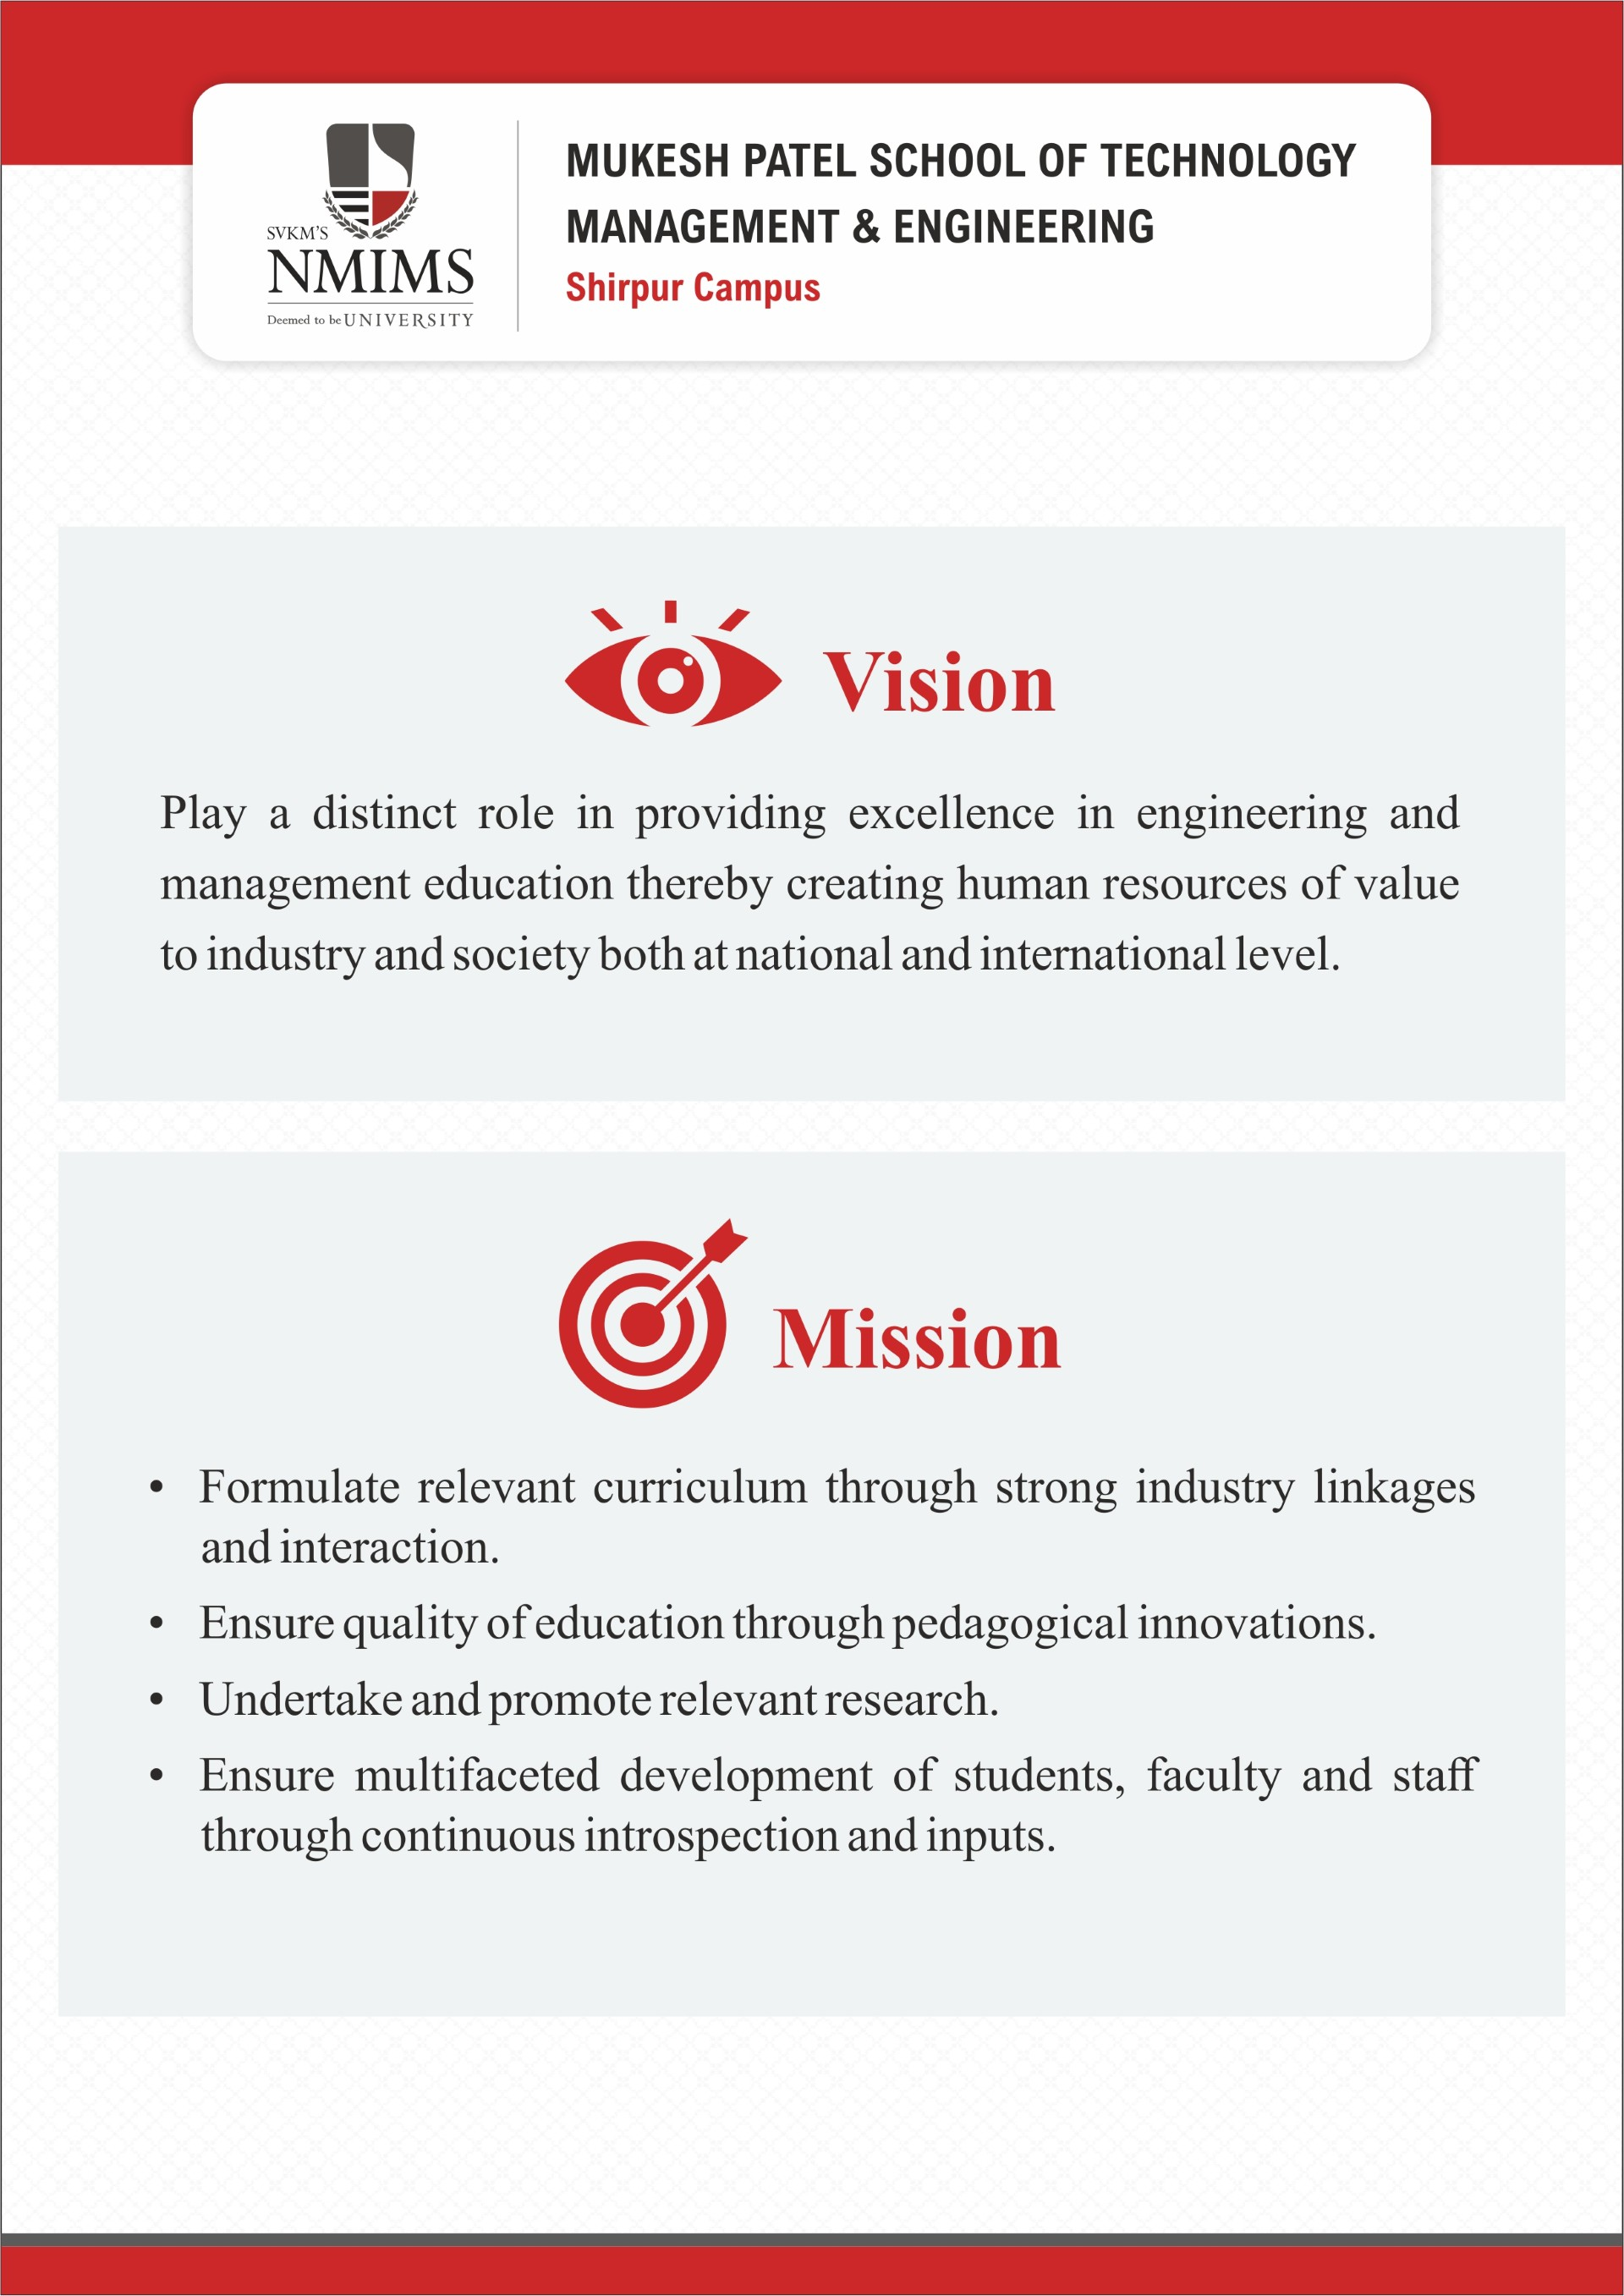 SVKM'S
NMIMS
Deemed to be UNIVERSITY
MUKESH PATEL SCHOOL OF TECHNOLOGY
MANAGEMENT & ENGINEERING
Shirpur Campus
Vision
Play a distinct role in providing excellence in engineering and
management education thereby creating human resources of value
to industry and society both at national and international level.
Mission
• Formulate relevant curriculum through strong industry linkages
and interaction.
• Ensure quality of education through pedagogical innovations.
• Undertake and promote relevant research.
• Ensure multifaceted development of students, faculty and staff
through continuous introspection and inputs.